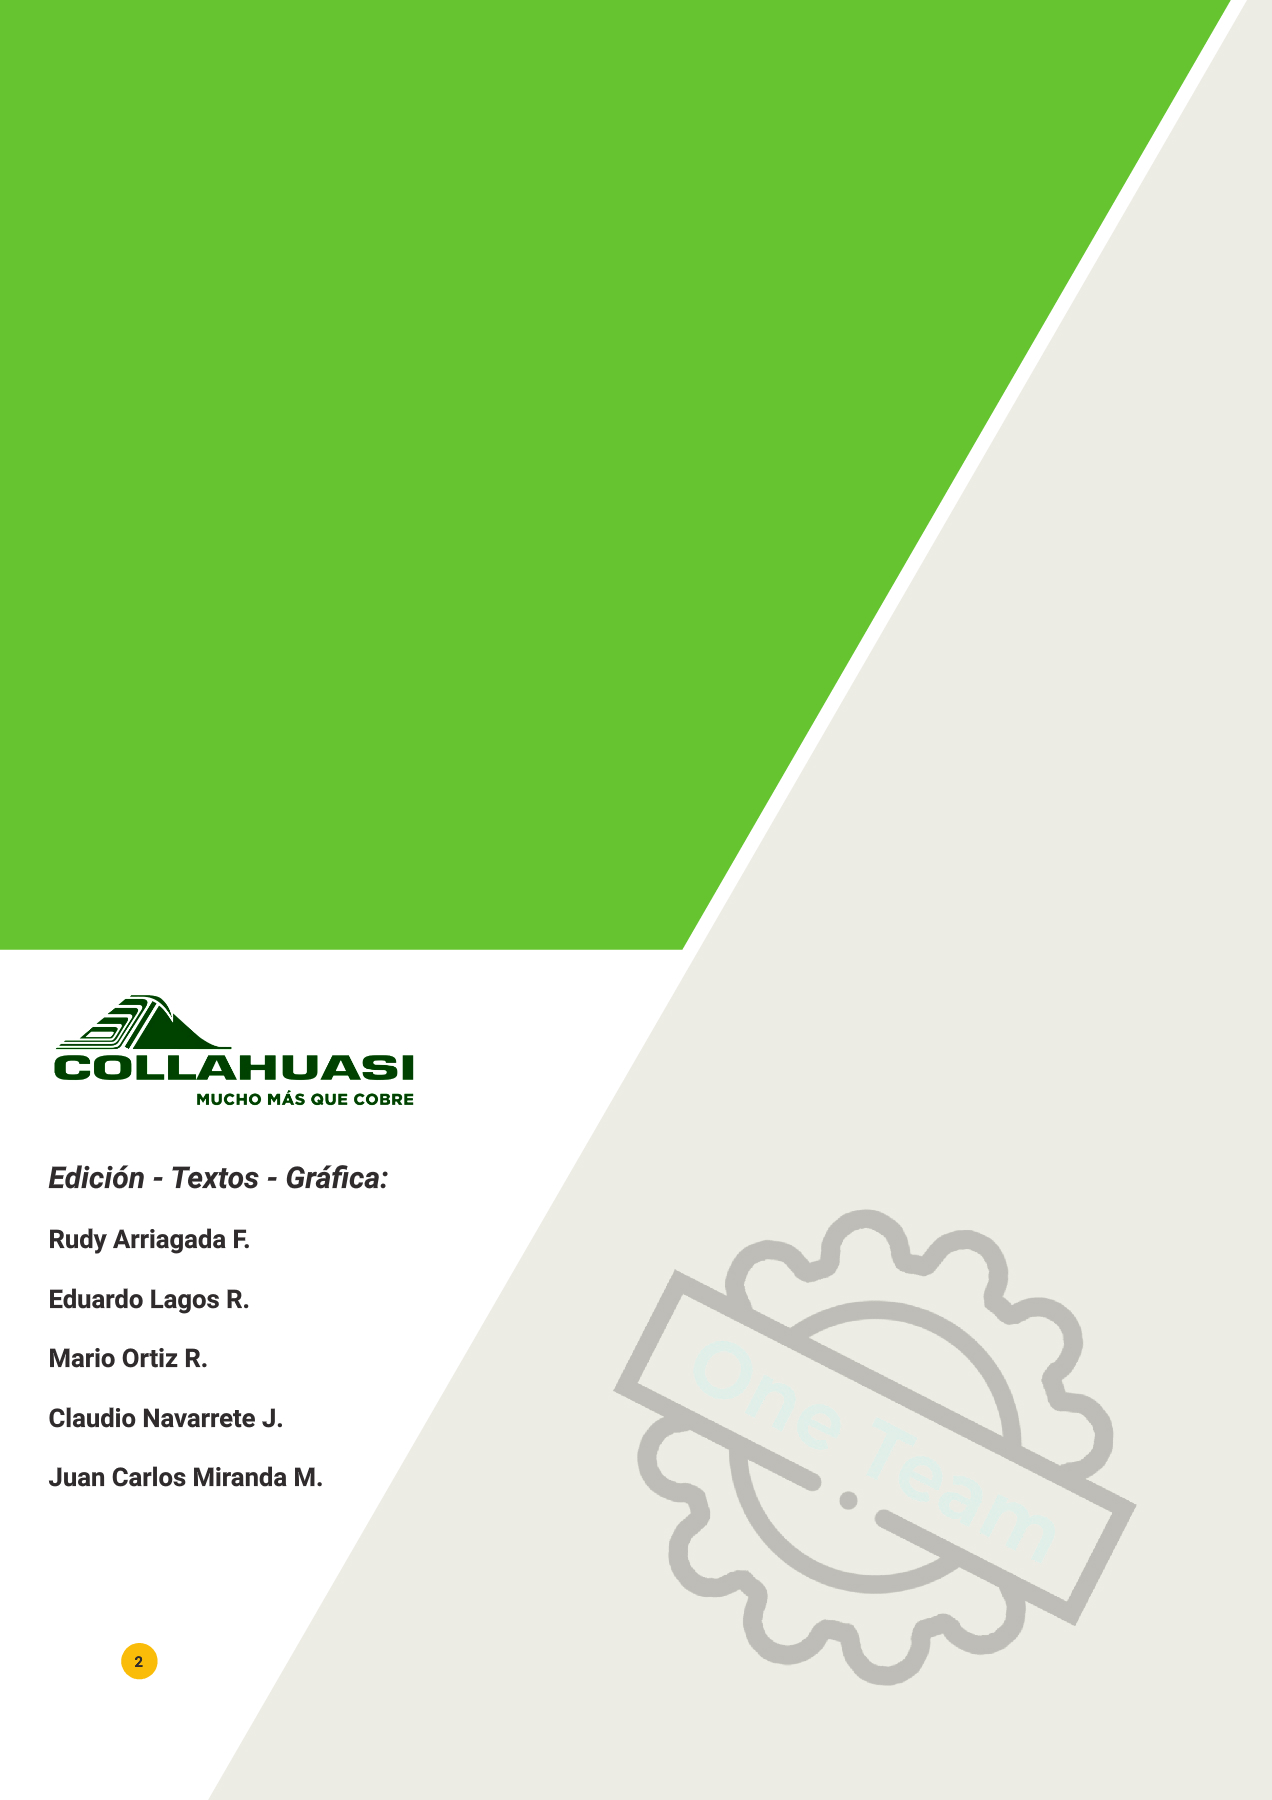 COLLAHUASI
MUCHO MÁS QUE COBRE
Edición - Textos - Gráfica:
Rudy Arriagada F.
Eduardo Lagos R.
Mario Ortiz R.
Claudio Navarrete J.
Juan Carlos Miranda M.
One Team
2